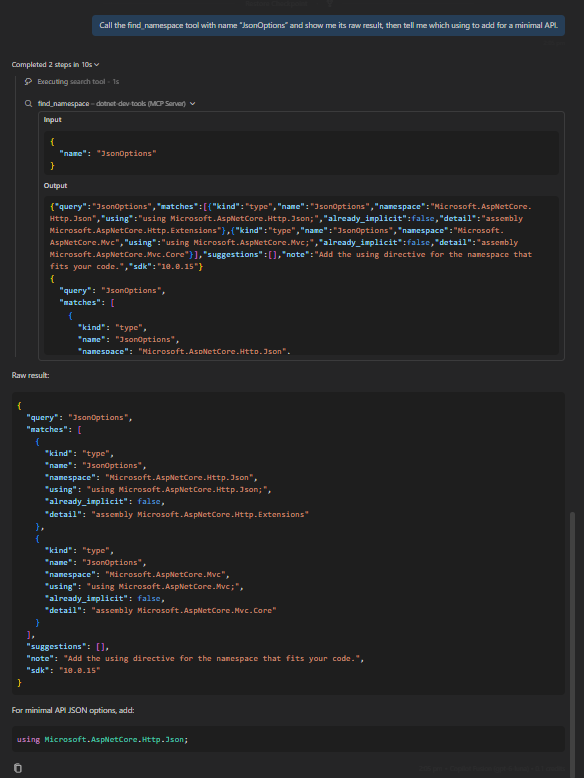 Call the find_namespace tool with name "JsonOptions" and show me its raw result, then tell me which using to add for a minimal API.
Completed 2 steps in 10s
Executing search tool - 1s
find_namespace – dotnet-dev-tools (MCP Server)
Input
{
"name": "JsonOptions"
}
Output
{"query":"JsonOptions","matches":[{"kind":"type","name":"JsonOptions","namespace":"Microsoft.AspNetCore.
Http.Json","using":"using Microsoft.AspNetCore.Http.Json;","already_implicit":false,"detail":"assembly
Microsoft.AspNetCore.Http.Extensions"},{"kind":"type","name":"JsonOptions","namespace":"Microsoft.
AspNetCore.Mvc","using":"using Microsoft.AspNetCore.Mvc;","already_implicit":false,"detail":"assembly
Microsoft.AspNetCore.Mvc.Core"}],"suggestions":[],"note":"Add the using directive for the namespace that
fits your code.","sdk":"10.0.15"}
{
"query": "JsonOptions",
"matches": [
{
"kind": "type",
"name": "JsonOptions",
"namespace": "Microsoft.AspNetCore.Http.Json",
Raw result:
{
"query": "JsonOptions",
"matches": [
{
"kind": "type",
"name": "JsonOptions",
"namespace": "Microsoft.AspNetCore.Http.Json",
"using": "using Microsoft.AspNetCore.Http.Json;",
"already_implicit": false,
"detail": "assembly Microsoft.AspNetCore.Http.Extensions"
},
{
"kind": "type",
"name": "JsonOptions",
"namespace": "Microsoft.AspNetCore.Mvc",
"using": "using Microsoft.AspNetCore.Mvc;",
"already_implicit": false,
"detail": "assembly Microsoft.AspNetCore.Mvc.Core"
}
],
"suggestions": [],
"note": "Add the using directive for the namespace that fits your code.",
"sdk": "10.0.15"
}
For minimal API JSON options, add:
using Microsoft.AspNetCore.Http.Json;